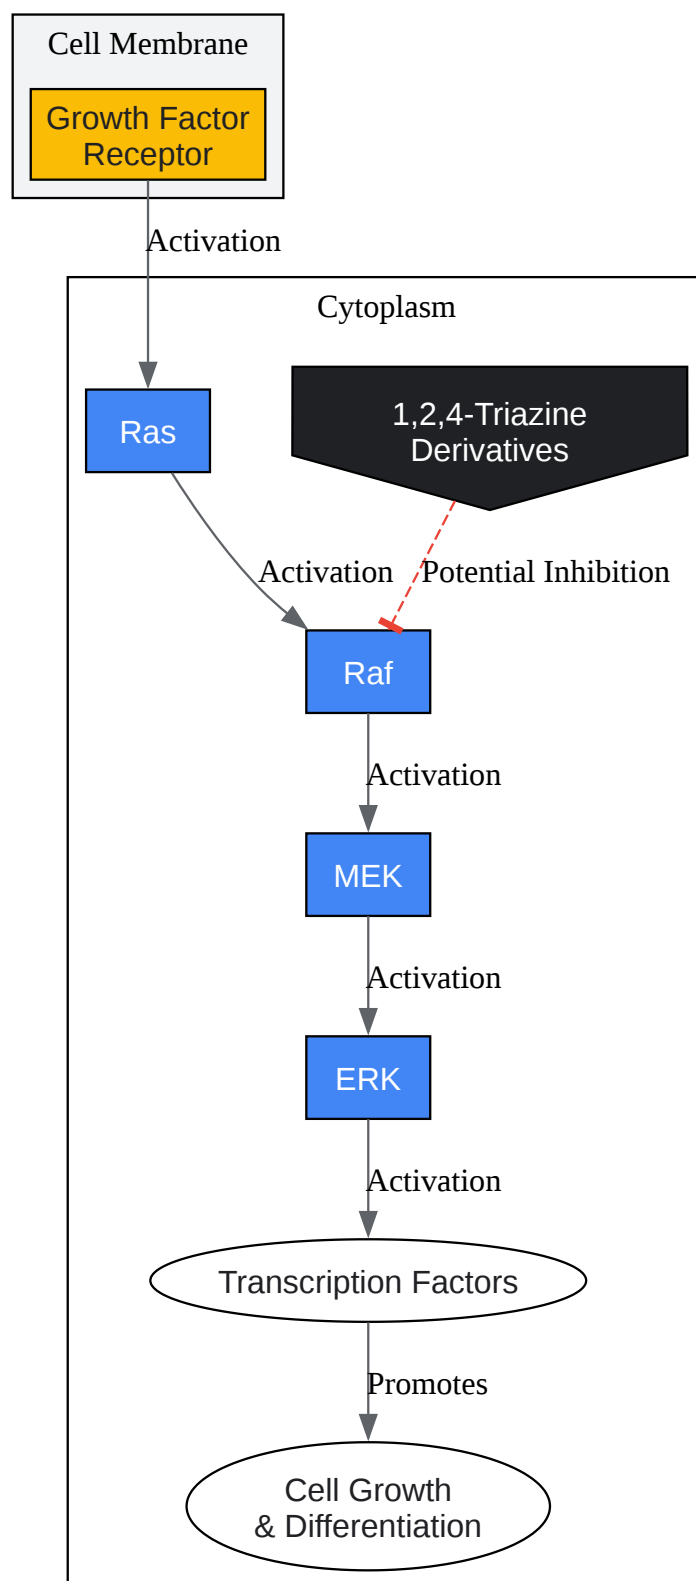 Cell Membrane
Growth Factor
Receptor
Activation
Cytoplasm
Ras
1,2,4-Triazine
Derivatives
Activation
Potential Inhibition
Raf
Activation
MEK
Activation
ERK
Activation
Transcription Factors
Promotes
Cell Growth
& Differentiation